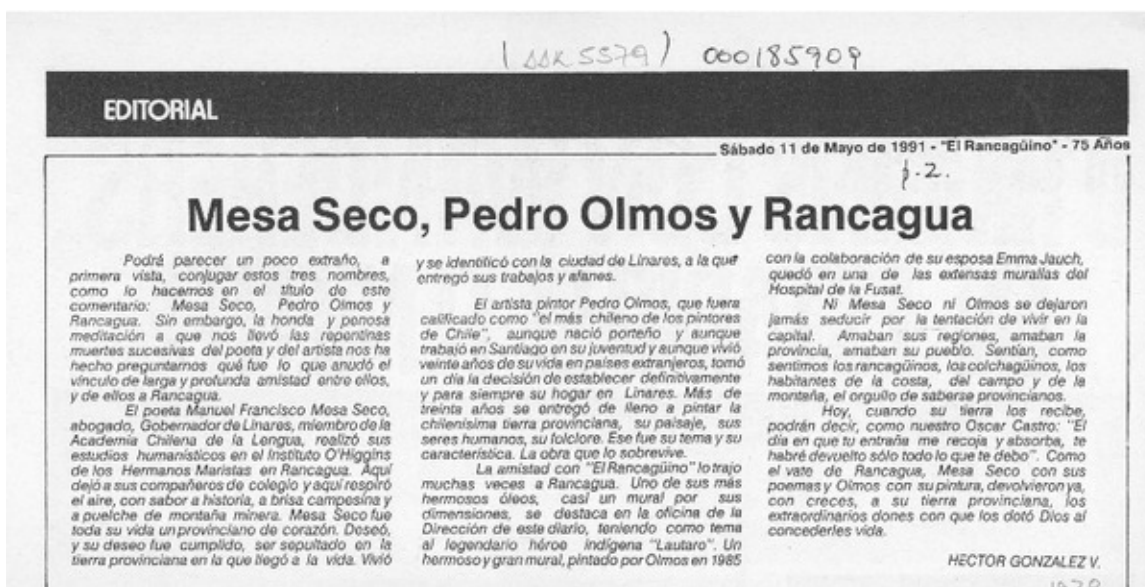 (AAK5579) 000185909
EDITORIAL
Sábado 11 de Mayo de 1991 - "El Rancagüino" - 75 Años
p.2.
Mesa Seco, Pedro Olmos y Rancagua
Podrá parecer un poco extraño, a
primera vista, conjugar estos tres nombres,
como lo hacemos en el título de este
comentario: Mesa Seco, Pedro Olmos y
Rancagua. Sin embargo, la honda y penosa
meditación a que nos llevó las repentinas
muertes sucesivas del poeta y del artista nos ha
hecho preguntarnos qué fue lo que anudó el
vínculo de larga y profunda amistad entre ellos,
y de ellos a Rancagua.
El poeta Manuel Francisco Mesa Seco,
abogado, Gobernador de Linares, miembro de la
Academia Chilena de la Lengua, realizó sus
estudios humanísticos en el Instituto O'Higgins
de los Hermanos Maristas en Rancagua. Aquí
dejó a sus compañeros de colegio y aquí respiró
el aire, con sabor a historia, a brisa campesina y
a puelche de montaña minera. Mesa Seco fue
toda su vida un provinciano de corazón. Deseó,
y su deseo fue cumplido, ser sepultado en la
tierra provinciana en la que llegó a la vida. Vivió
y se identificó con la ciudad de Linares, a la que
entregó sus trabajos y afanes.
El artista pintor Pedro Olmos, que fuera
calificado como "el más chileno de los pintores
de Chile", aunque nació porteño y aunque
trabajó en Santiago en su juventud y aunque vivió
veinte años de su vida en países extranjeros, tomó
un día la decisión de establecer definitivamente
y para siempre su hogar en Linares. Más de
treinta años se entregó de lleno a pintar la
chilenísima tierra provinciana, su paisaje, sus
seres humanos, su folclore. Ese fue su tema y su
característica. La obra que lo sobrevive.
La amistad con "El Rancagüino" lo trajo
muchas veces a Rancagua. Uno de sus más
hermosos óleos, casi un mural por sus
dimensiones, se destaca en la oficina de la
Dirección de este diario, teniendo como tema
al legendario héroe indígena "Lautaro". Un
hermoso y gran mural, pintado por Olmos en 1985
con la colaboración de su esposa Emma Jauch,
quedó en una de las extensas murallas del
Hospital de la Fusat.
Ni Mesa Seco ni Olmos se dejaron
jamás seducir por la tentación de vivir en la
capital. Amaban sus regiones, amaban la
provincia, amaban su pueblo. Sentían, como
sentimos los rancagüinos, los colchagüinos, los
habitantes de la costa, del campo y de la
montaña, el orgullo de saberse provincianos.
Hoy, cuando su tierra los recibe,
podrán decir, como nuestro Oscar Castro: "El
día en que tu entraña me recoja y absorba, te
habré devuelto sólo todo lo que te debo". Como
el vate de Rancagua, Mesa Seco con sus
poemas y Olmos con su pintura, devolvieron ya,
con creces, a su tierra provinciana, los
extraordinarios dones con que los dotó Dios al
concederles vida.
HECTOR GONZALEZ V.